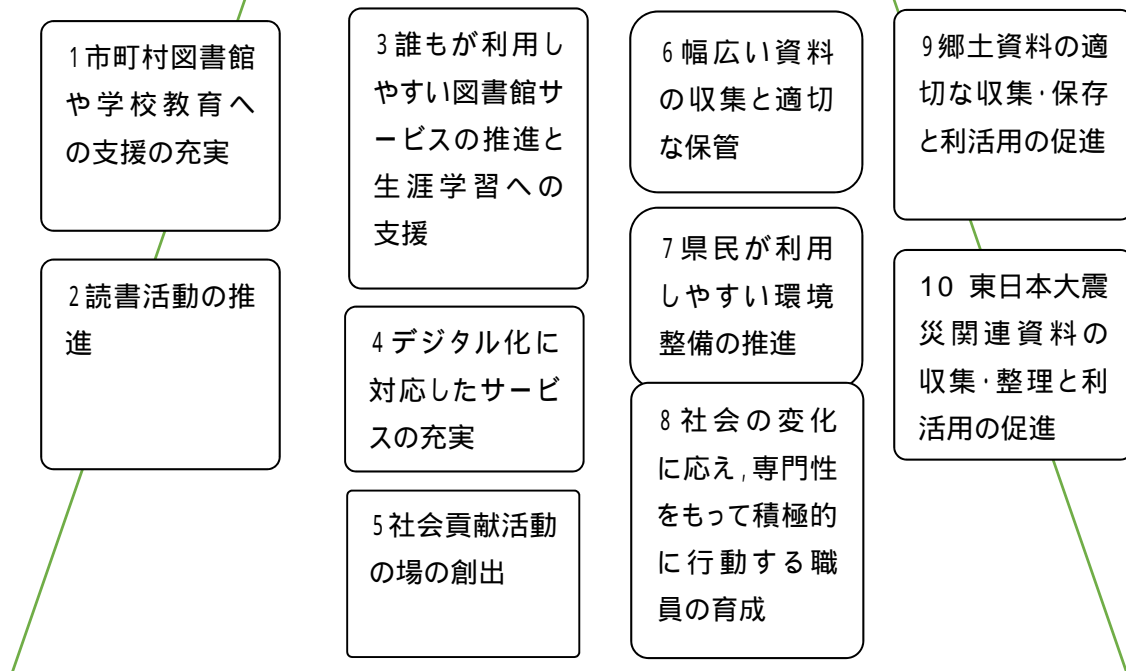 1市町村図書館
や学校教育へ
の支援の充実
2読書活動の推
進
3誰もが利用し
やすい図書館サ
ービスの推進と
生涯学習への
支援
4デジタル化に
対応したサービ
スの充実
5社会貢献活動
の場の創出
6幅広い資料
の収集と適切
な保管
7県民が利用
しやすい環境
整備の推進
8社会の変化
に応え,専門性
をもって積極的
に行動する職
員の育成
9郷土資料の適
切な収集・保存
と利活用の促進
10 東日本大震
災関連資料の
収集・整理と利
活用の促進